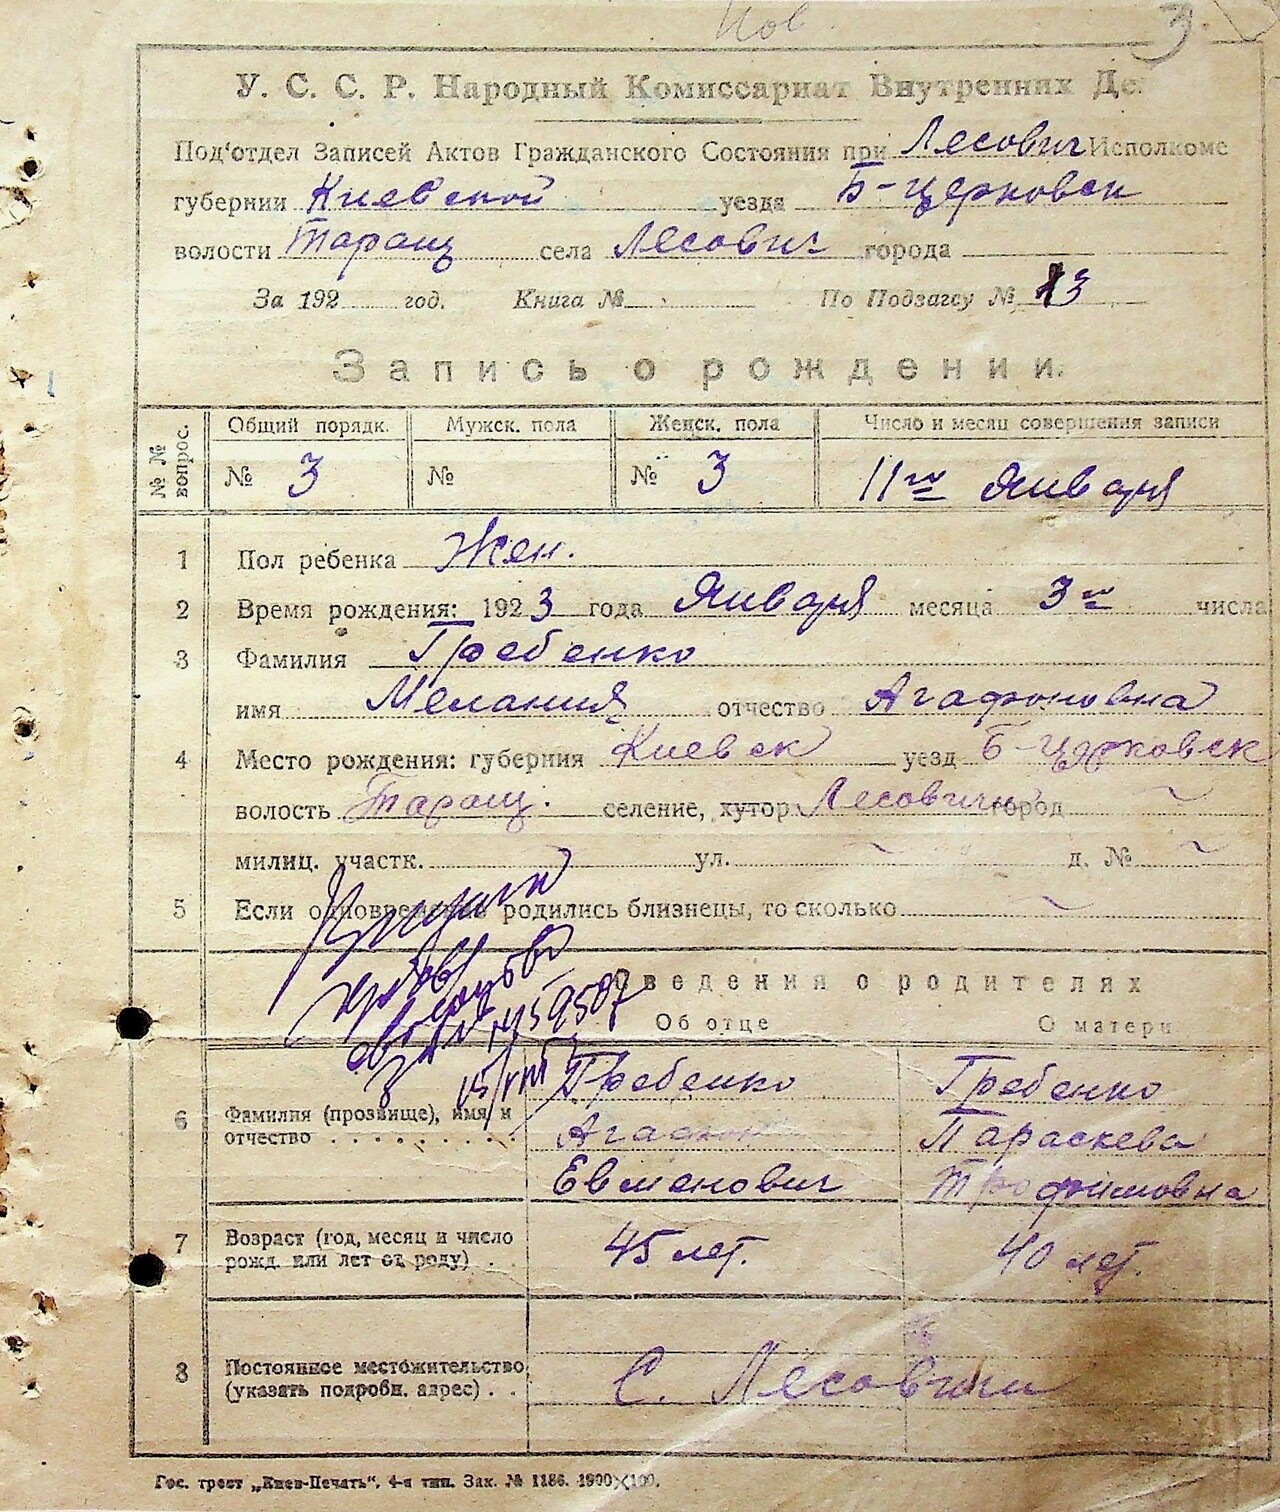 Нов.
3.
У. С. С. Р. Народный Комиссариат Внутренних Де
Под'отдел Записей Актов Гражданского Состояния при Лесович Исполкоме
губернии Киевской уезда Б-Церковск
волости Таращ села Лесович города
За 192 год. Книга № По Подзагсу № 13
Запись о рождении.
№ № вопрос. Общий порядк. Мужск. пола Женск. пола Число и месяц совершения записи
№ 3 № № 3 11го Января
1 Пол ребенка Жен.
2 Время рождения: 1923 года Января месяца 3го числа
3 Фамилия Гребенко
имя Мелания отчество Агафоновна
4 Место рождения: губерния Киевск уезд Б-Церковск
волость Таращ. селение, хутор Лесовичи город
милиц. участк. ул. д. №
5 Если одновременно родились близнецы, то сколько
Сведения о родителях
Об отце О матери
6 Фамилия (прозвище), имя и отчество
Гребенко Гребенко
Агафон Параскева
Евменович Трофимовна
7 Возраст (год, месяц и число рожд. или лет от роду) . . 45 лет. 40 лет.
8 Постоянное местожительство (указать подробн. адрес) . . С. Лесовичи
Гос. трест „Киев-Печать“. 4-я тип. Зак. № 1186. 1900×100.